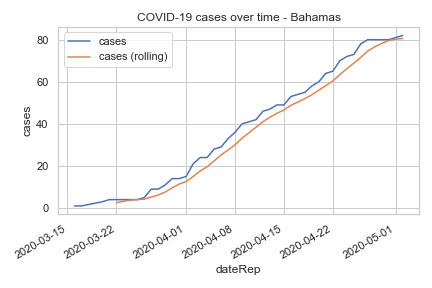 COVID-19 cases over time - Bahamas
cases
cases (rolling)
80
60
40
20
0
cases
2020-03-15
2020-03-22
2020-04-01
2020-04-08
2020-04-15
2020-04-22
2020-05-01
dateRep